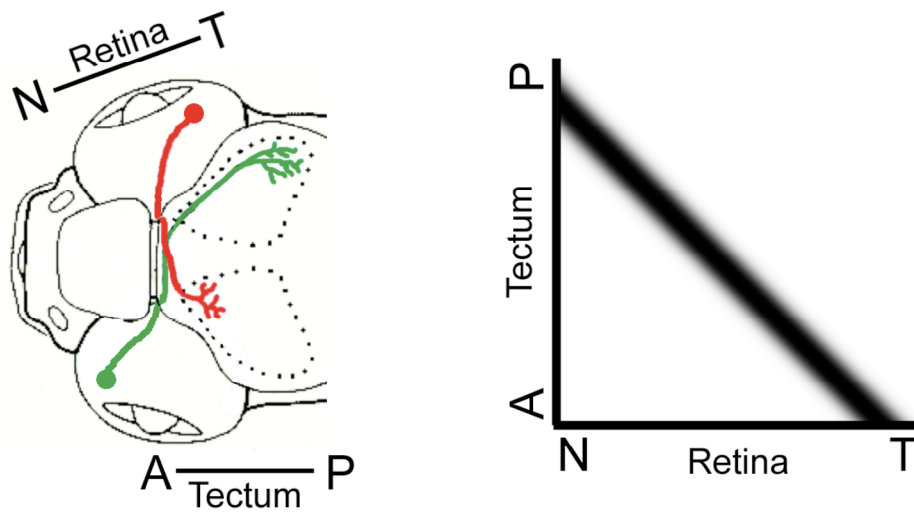 N Retina T
A P
Tectum
P
Tectum
A
N Retina T